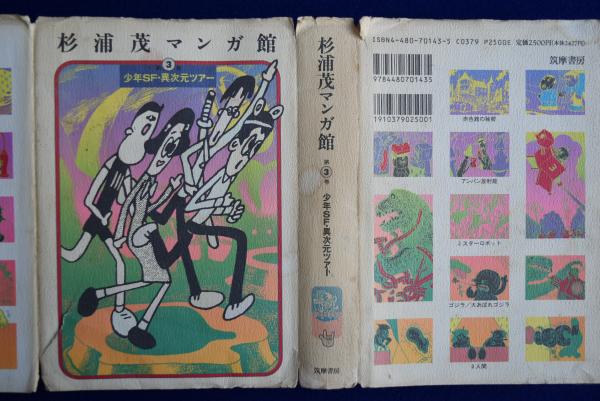 杉浦茂マンガ館
第3巻
少年SF・異次元ツアー
杉浦茂マンガ館
第3巻
少年SF・異次元ツアー
筑摩書房
ISBN4-480-70143-5 C0379 P2500E 定価2500円(本体2427円)
9784480701435
1910379025001
筑摩書房
赤色鏡の秘密
アンパン放射能
ミスターロボット
ゴジラ/大あばれゴジラ
0人間